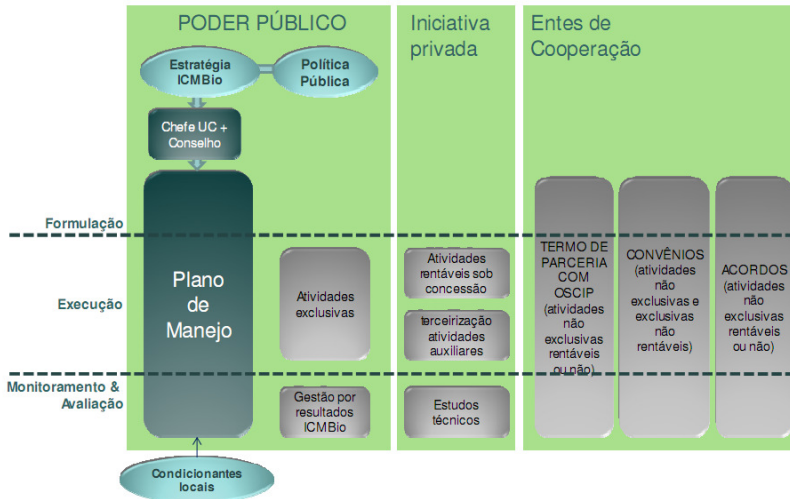 PODER PÚBLICO
Iniciativa
privada
Entes de
Cooperação
Estratégia
ICMBio
Política
Pública
Chefe UC +
Conselho
Formulação
Execução
Monitoramento &
Avaliação
Plano
de
Manejo
Atividades
exclusivas
Gestão por
resultados
ICMBio
Atividades
rentáveis sob
concessão
terceirização
atividades
auxiliares
Estudos
técnicos
TERMO DE
PARCERIA
COM
OSCIP
(atividades
não
exclusivas
rentáveis
ou não)
CONVÊNIOS
(atividades
não
exclusivas e
exclusivas
não
rentáveis)
ACORDOS
(atividades
não
exclusivas
rentáveis
ou não)
Condicionantes
locais